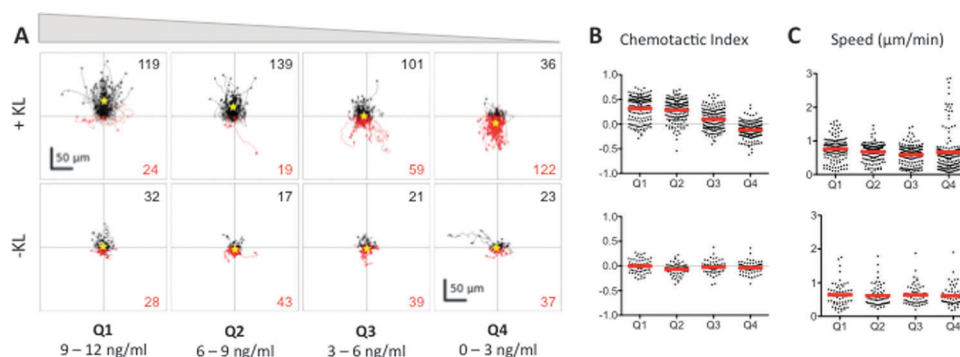 A
B Chemotactic Index
C Speed (μm/min)
+ KL
119
24
139
19
101
59
36
122
50 μm
-KL
32
28
17
43
21
39
23
37
50 μm
Q1
9 – 12 ng/ml
Q2
6 – 9 ng/ml
Q3
3 – 6 ng/ml
Q4
0 – 3 ng/ml
1.0
0.5
0.0
-0.5
-1.0
Q1 Q2 Q3 Q4
1.0
0.5
0.0
-0.5
-1.0
Q1 Q2 Q3 Q4
3
2
1
0
Q1 Q2 Q3 Q4
3
2
1
0
Q1 Q2 Q3 Q4